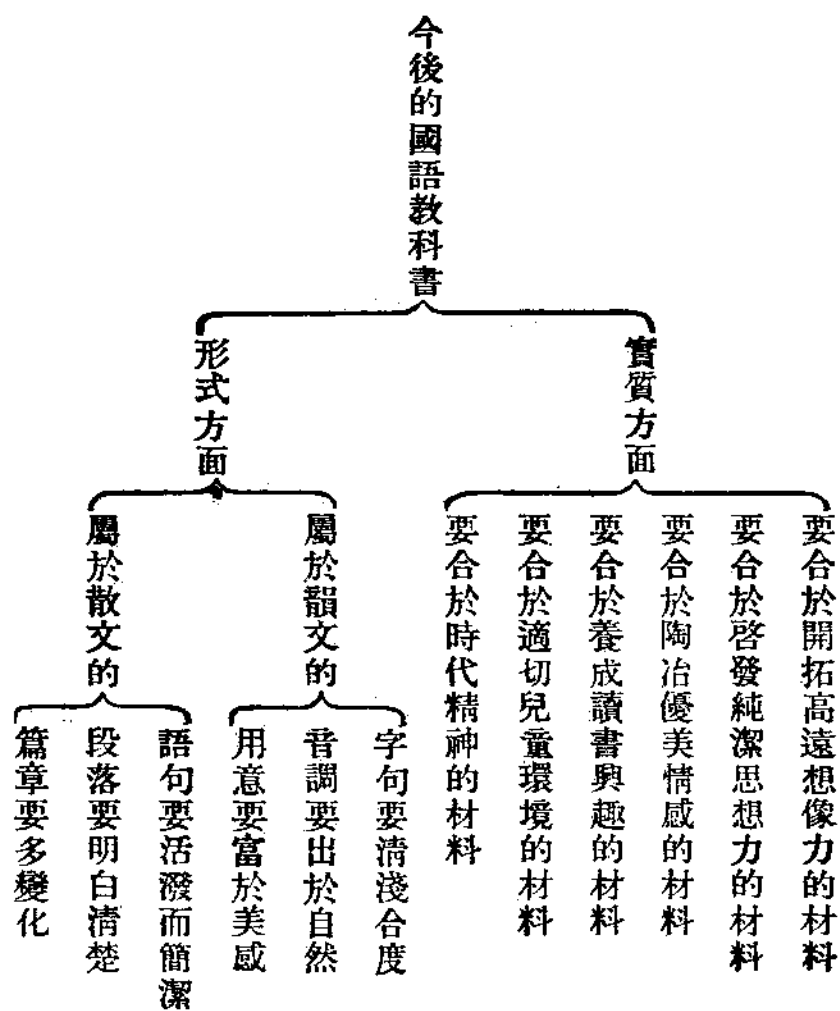 今後的國語教科書
實質方面
要合於開拓高遠想像力的材料
要合於啓發純潔思想力的材料
要合於陶冶優美情感的材料
要合於養成讀書興趣的材料
要合於適切兒童環境的材料
要合於時代精神的材料
形式方面
屬於韻文的
字句要清淺合度
音調要出於自然
用意要富於美感
屬於散文的
語句要活潑而簡潔
段落要明白清楚
篇章要多變化